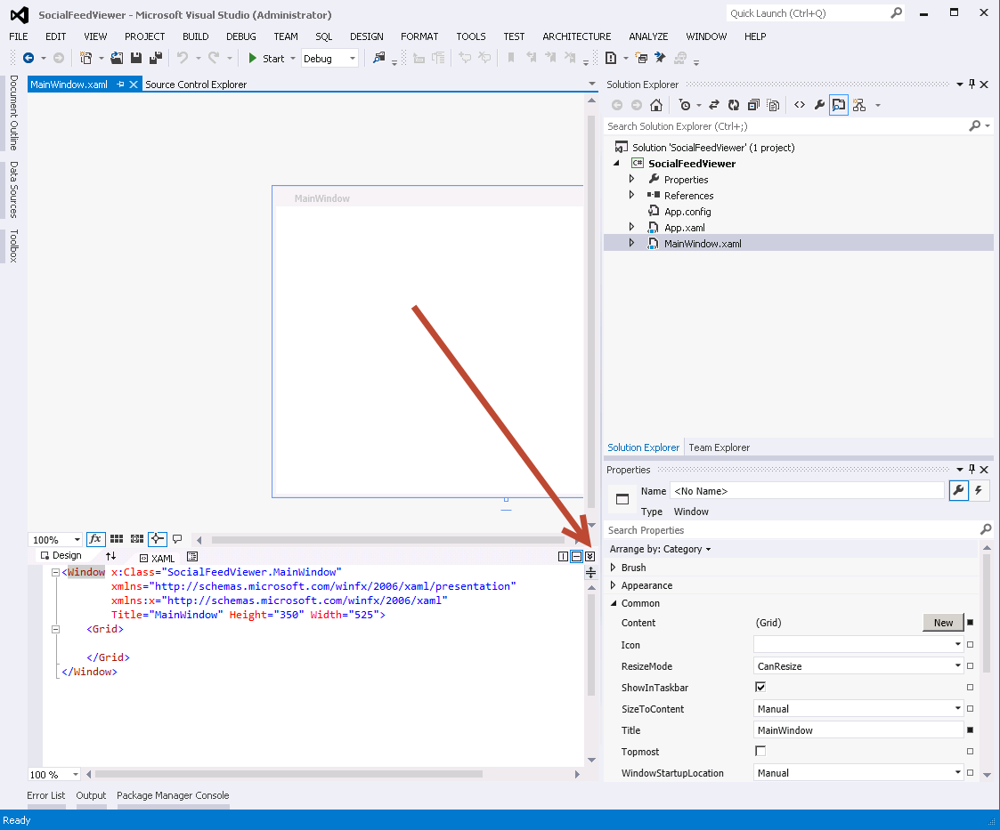 SocialFeedViewer - Microsoft Visual Studio (Administrator)
Quick Launch (Ctrl+Q)
FILE EDIT VIEW PROJECT BUILD DEBUG TEAM SQL DESIGN FORMAT TOOLS TEST ARCHITECTURE ANALYZE WINDOW HELP
Start Debug
Document Outline
Data Sources
Toolbox
MainWindow.xaml Source Control Explorer
MainWindow
100%
Design XAML
<Window x:Class="SocialFeedViewer.MainWindow"
xmlns="http://schemas.microsoft.com/winfx/2006/xaml/presentation"
xmlns:x="http://schemas.microsoft.com/winfx/2006/xaml"
Title="MainWindow" Height="350" Width="525">
<Grid>
</Grid>
</Window>
100 %
Solution Explorer
Search Solution Explorer (Ctrl+;)
Solution 'SocialFeedViewer' (1 project)
C# SocialFeedViewer
Properties
References
App.config
App.xaml
MainWindow.xaml
Solution Explorer Team Explorer
Properties
Name <No Name>
Type Window
Search Properties
Arrange by: Category
Brush
Appearance
Common
Content (Grid) New
Icon
ResizeMode CanResize
ShowInTaskbar
SizeToContent Manual
Title MainWindow
Topmost
WindowStartupLocation Manual
Error List Output Package Manager Console
Ready